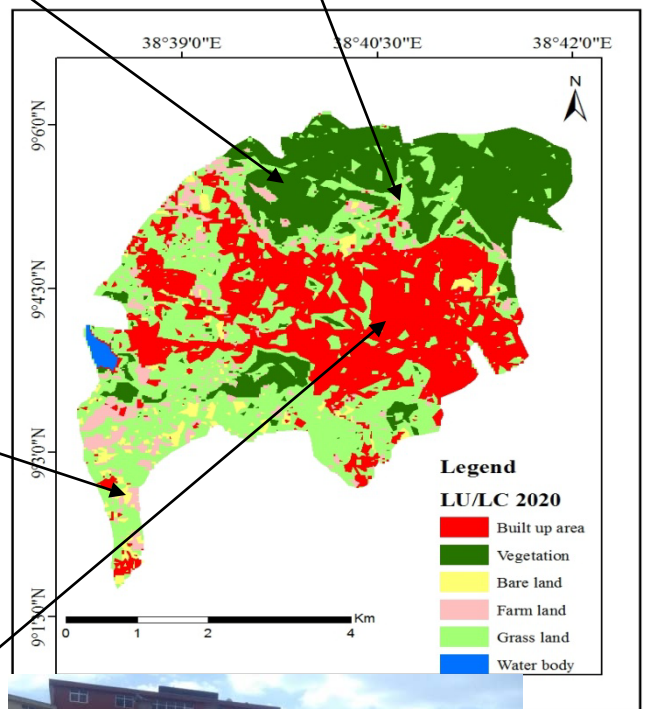 38°39'0"E 38°40'30"E 38°42'0"E
N
9°6'0"N
9°4'30"N
9°3'0"N
9°1'30"N
Legend
LU/LC 2020
Built up area
Vegetation
Bare land
Farm land
Grass land
Water body
Km
0 1 2 4